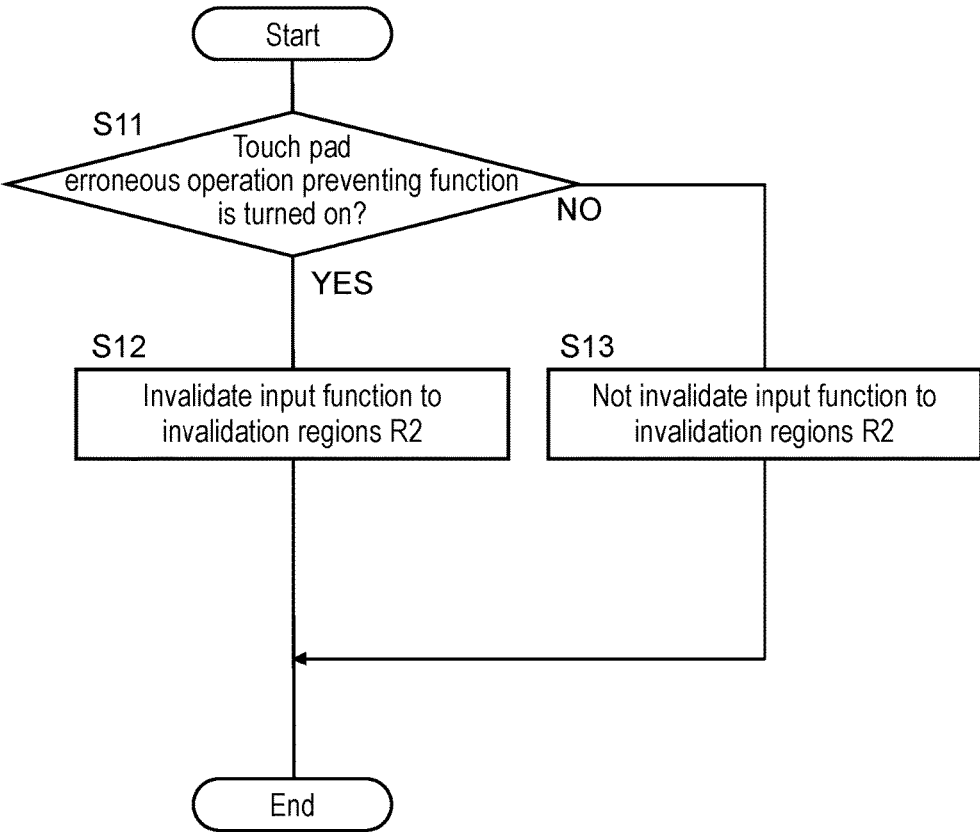 Start
S11
Touch pad
erroneous operation preventing function
is turned on?
NO
YES
S12
Invalidate input function to
invalidation regions R2
S13
Not invalidate input function to
invalidation regions R2
End